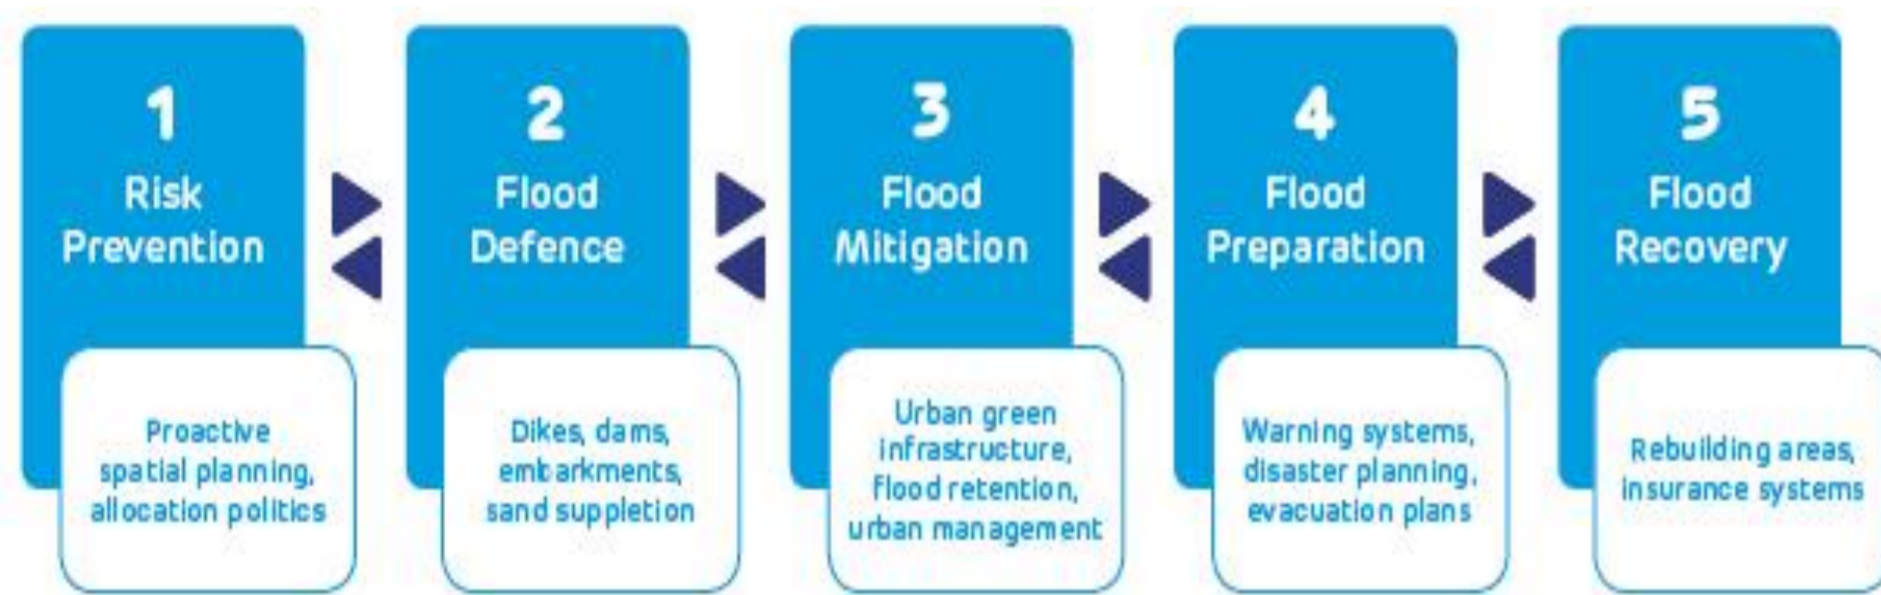 1
Risk
Prevention
Proactive
spatial planning,
allocation politics
2
Flood
Defence
Dikes, dams,
embarkments,
sand suppletion
3
Flood
Mitigation
Urban green
infrastructure,
flood retention,
urban management
4
Flood
Preparation
Warning systems,
disaster planning,
evacuation plans
5
Flood
Recovery
Rebuilding areas,
insurance systems